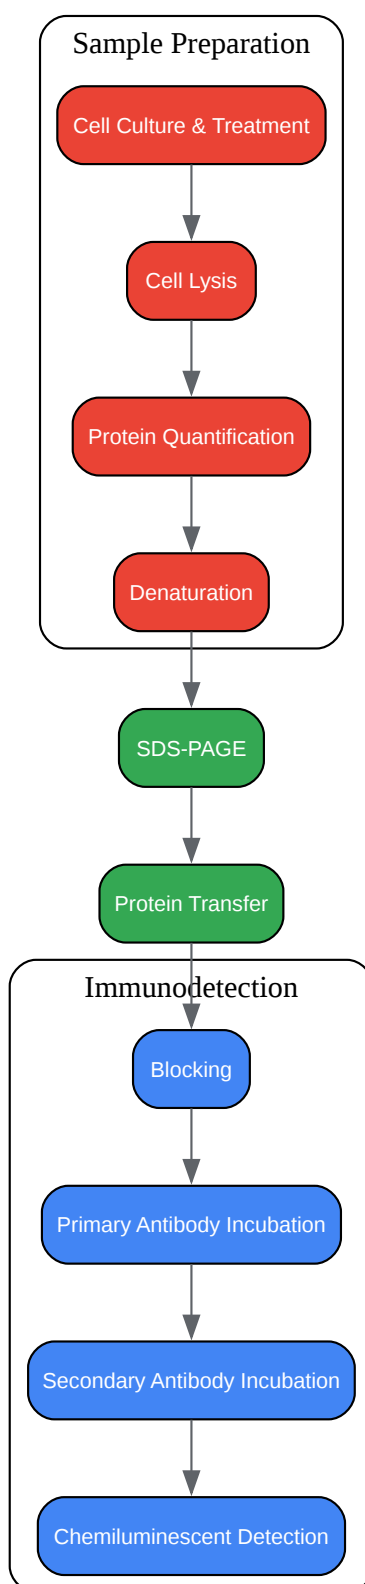 Sample Preparation
Cell Culture & Treatment
Cell Lysis
Protein Quantification
Denaturation
SDS-PAGE
Protein Transfer
Immunodetection
Blocking
Primary Antibody Incubation
Secondary Antibody Incubation
Chemiluminescent Detection